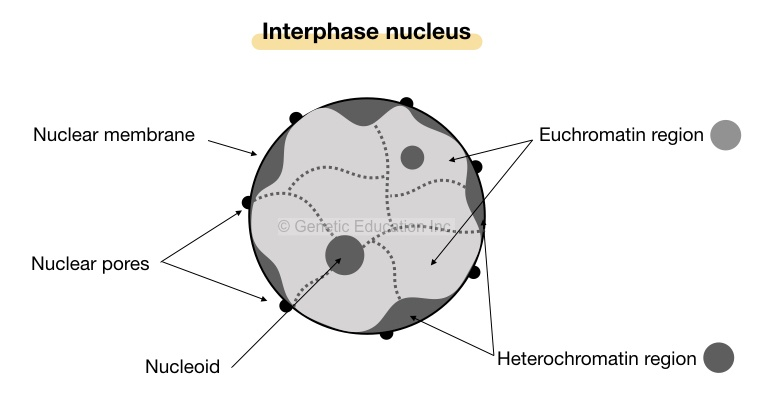 Interphase nucleus
Nuclear membrane
Euchromatin region
© Genetic Education Inc.
Nuclear pores
Nucleoid
Heterochromatin region